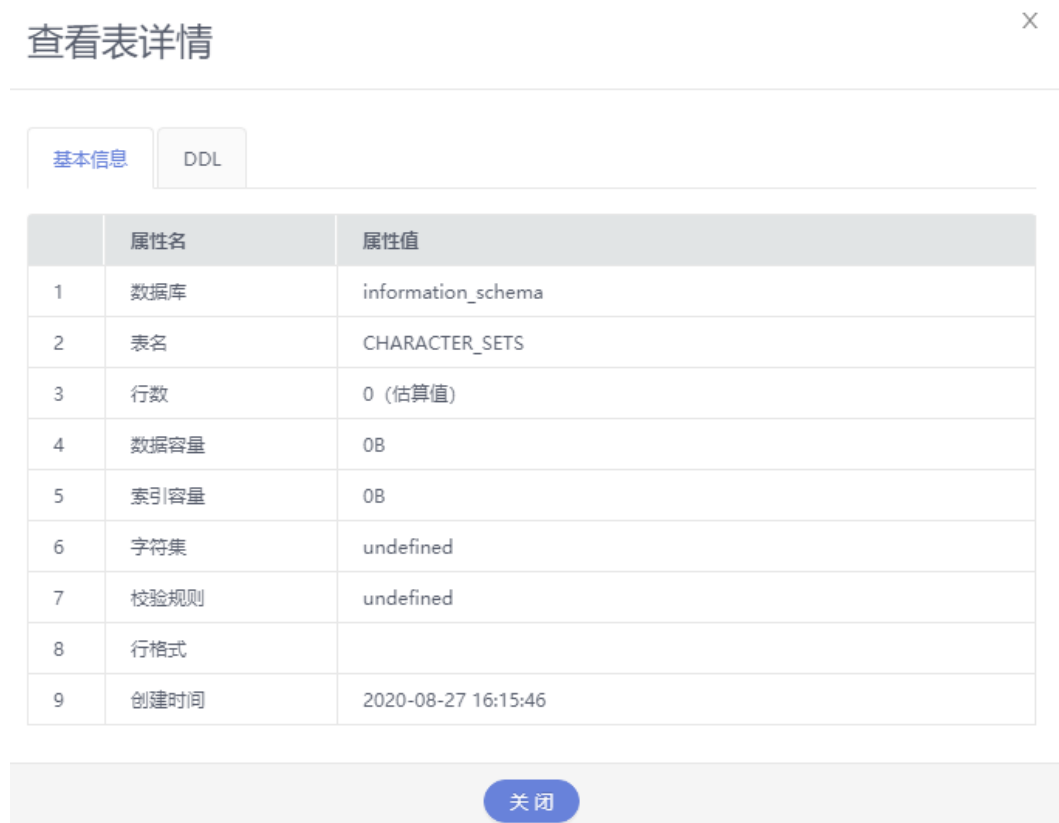 查看表详情
基本信息 DDL
属性名 属性值
1 数据库 information_schema
2 表名 CHARACTER_SETS
3 行数 0（估算值）
4 数据容量 0B
5 索引容量 0B
6 字符集 undefined
7 校验规则 undefined
8 行格式
9 创建时间 2020-08-27 16:15:46
关 闭